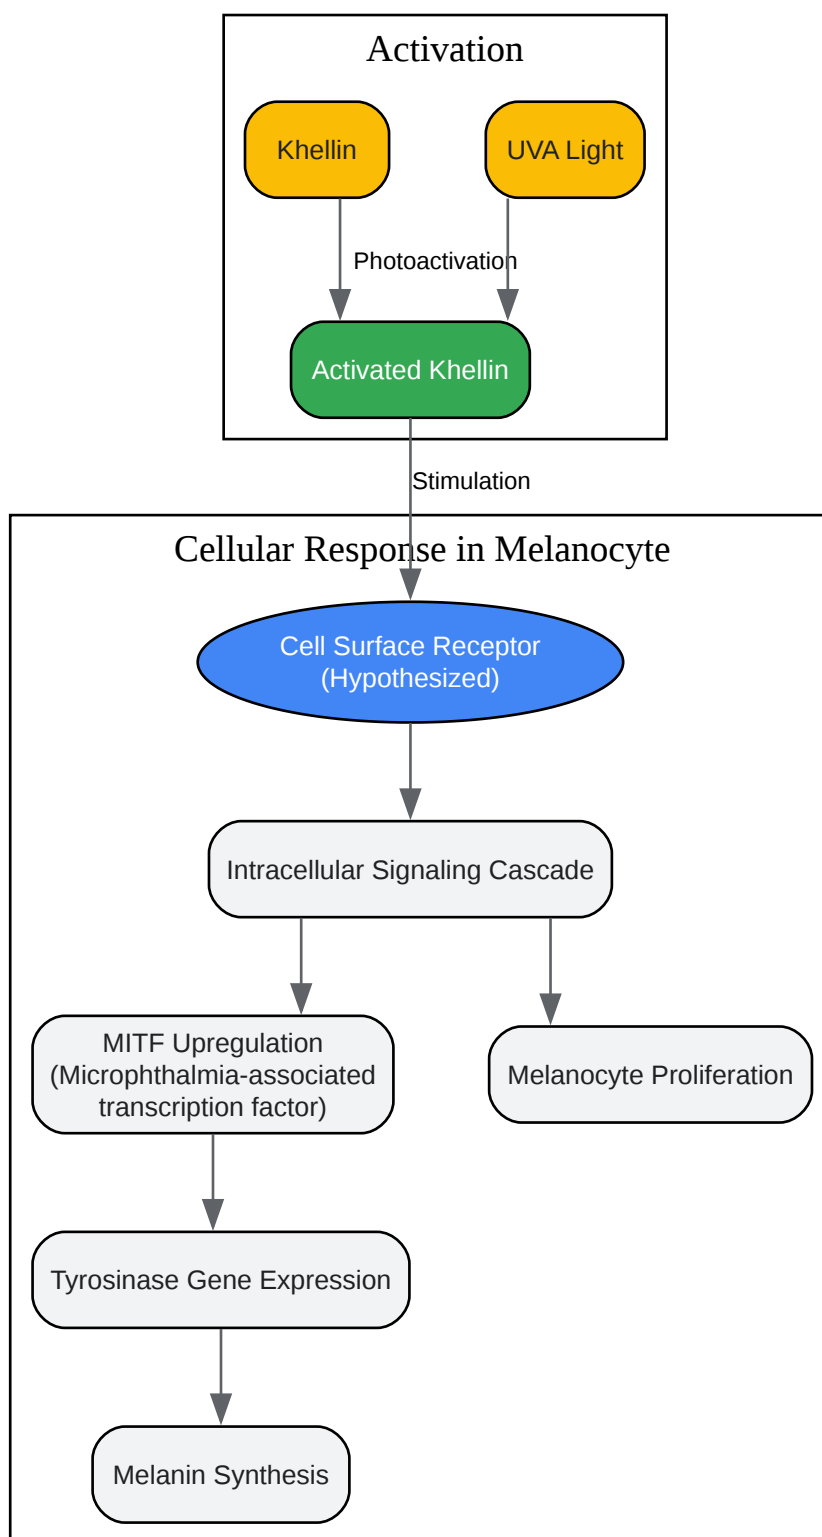 Activation
Khellin
UVA Light
Photoactivation
Activated Khellin
Stimulation
Cellular Response in Melanocyte
Cell Surface Receptor
(Hypothesized)
Intracellular Signaling Cascade
MITF Upregulation
(Microphthalmia-associated
transcription factor)
Melanocyte Proliferation
Tyrosinase Gene Expression
Melanin Synthesis